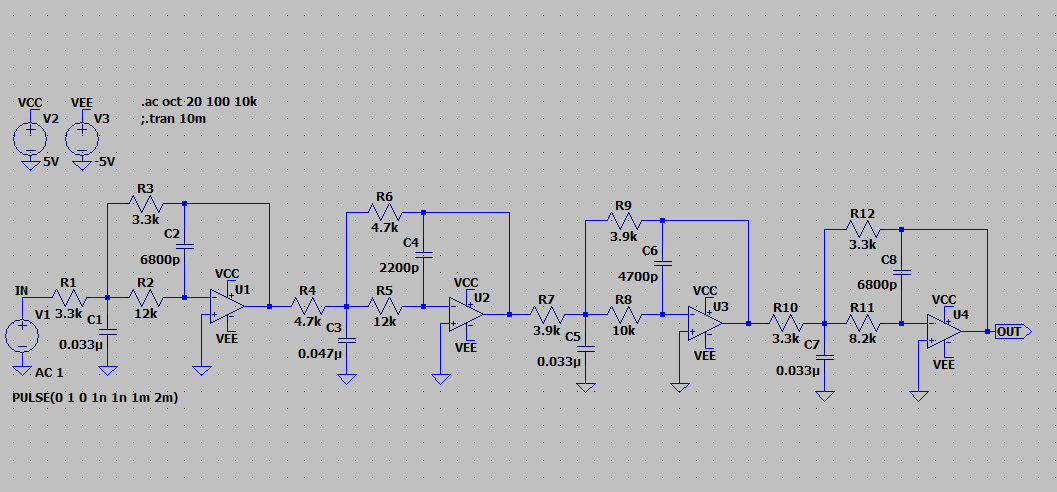 .ac oct 20 100 10k
;.tran 10m
VCC
VEE
V2
V3
5V
-5V
R3
3.3k
C2
6800p
IN
R1
3.3k
R2
12k
V1
C1
0.033µ
VCC
U1
VEE
AC 1
PULSE(0 1 0 1n 1n 1m 2m)
R6
4.7k
C4
2200p
R4
4.7k
R5
12k
C3
0.047µ
VCC
U2
VEE
R9
3.9k
C6
4700p
R7
3.9k
R8
10k
C5
0.033µ
VCC
U3
VEE
R12
3.3k
C8
6800p
R10
3.3k
R11
8.2k
C7
0.033µ
VCC
U4
VEE
OUT